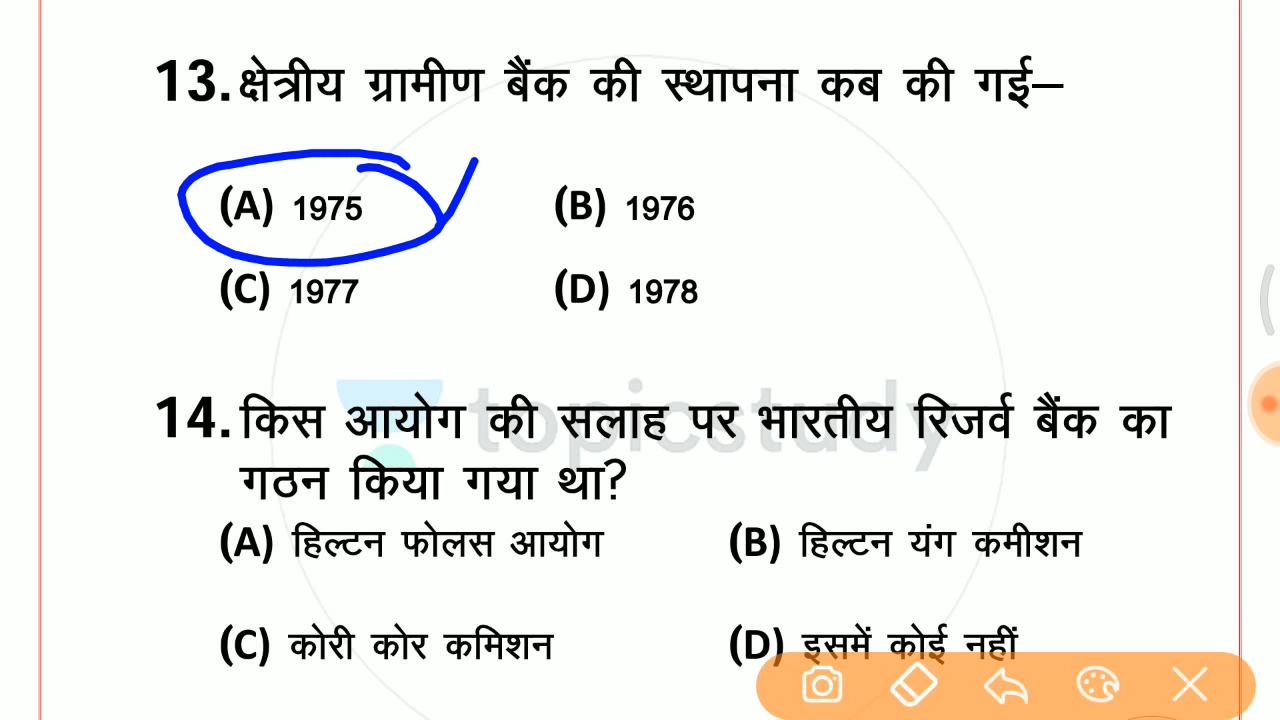 13. क्षेत्रीय ग्रामीण बैंक की स्थापना कब की गई–
(A) 1975 (B) 1976
(C) 1977 (D) 1978
topicstudy
14. किस आयोग की सलाह पर भारतीय रिजर्व बैंक का
गठन किया गया था?
(A) हिल्टन फोलस आयोग (B) हिल्टन यंग कमीशन
(C) कोरी कोर कमिशन (D) इसमें कोई नहीं